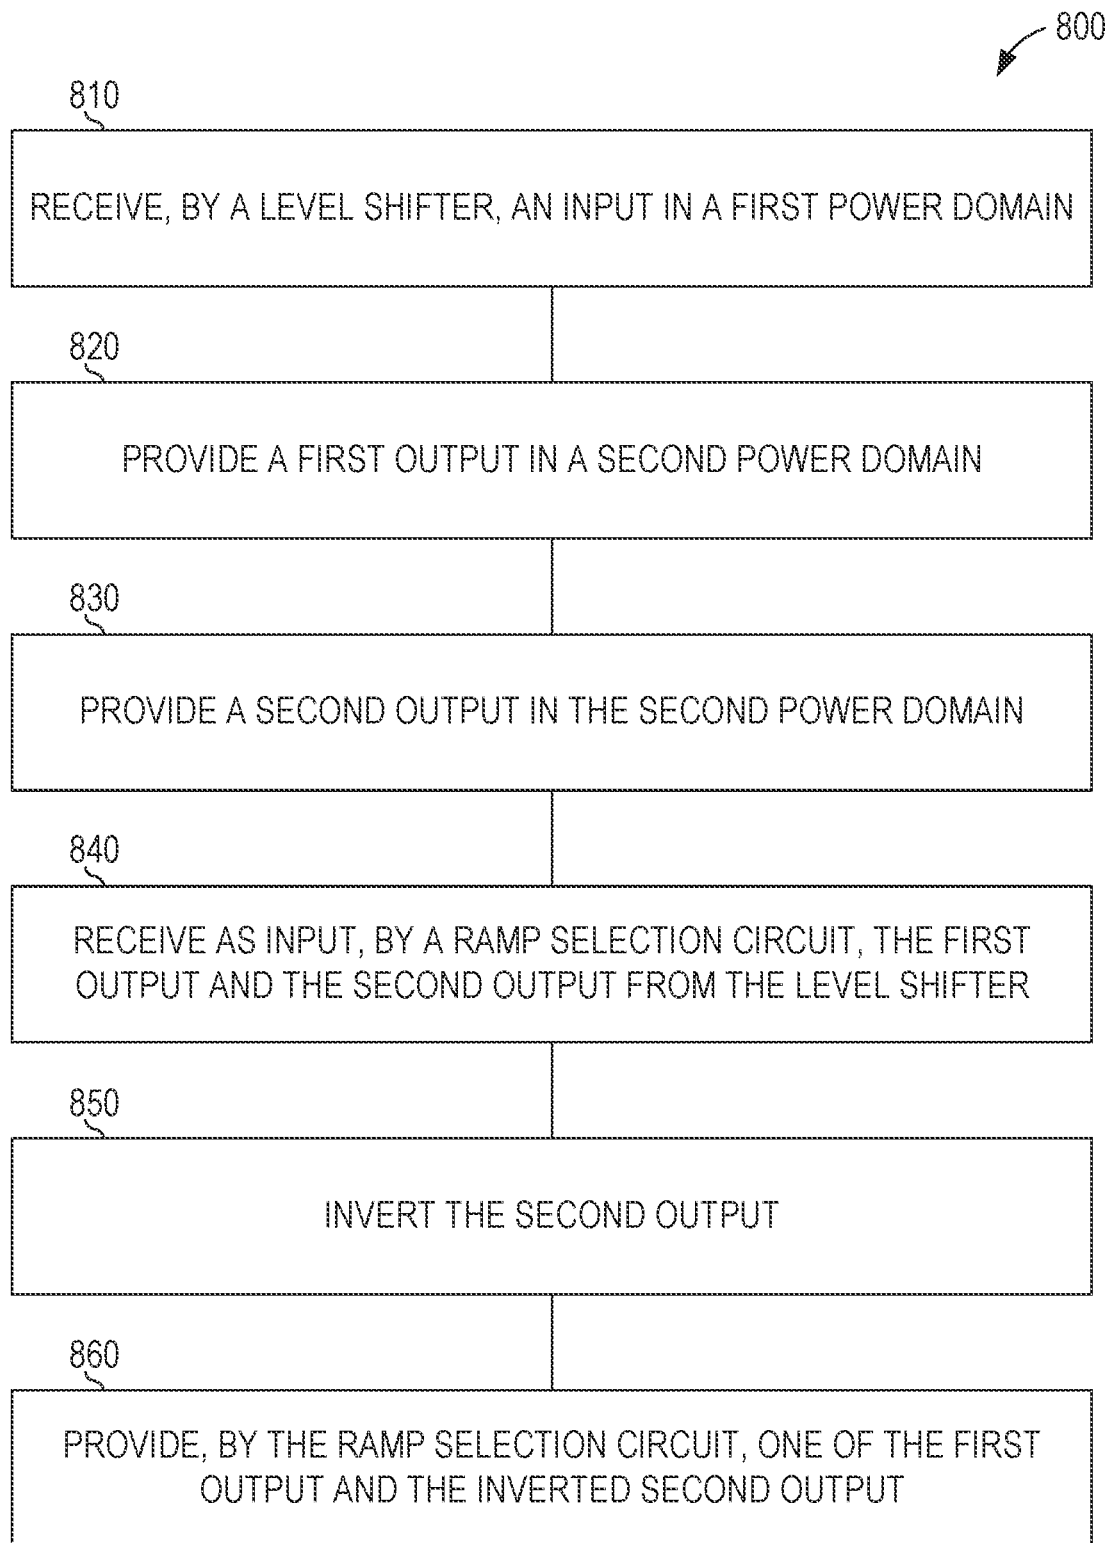 800
810
RECEIVE, BY A LEVEL SHIFTER, AN INPUT IN A FIRST POWER DOMAIN
820
PROVIDE A FIRST OUTPUT IN A SECOND POWER DOMAIN
830
PROVIDE A SECOND OUTPUT IN THE SECOND POWER DOMAIN
840
RECEIVE AS INPUT, BY A RAMP SELECTION CIRCUIT, THE FIRST
OUTPUT AND THE SECOND OUTPUT FROM THE LEVEL SHIFTER
850
INVERT THE SECOND OUTPUT
860
PROVIDE, BY THE RAMP SELECTION CIRCUIT, ONE OF THE FIRST
OUTPUT AND THE INVERTED SECOND OUTPUT